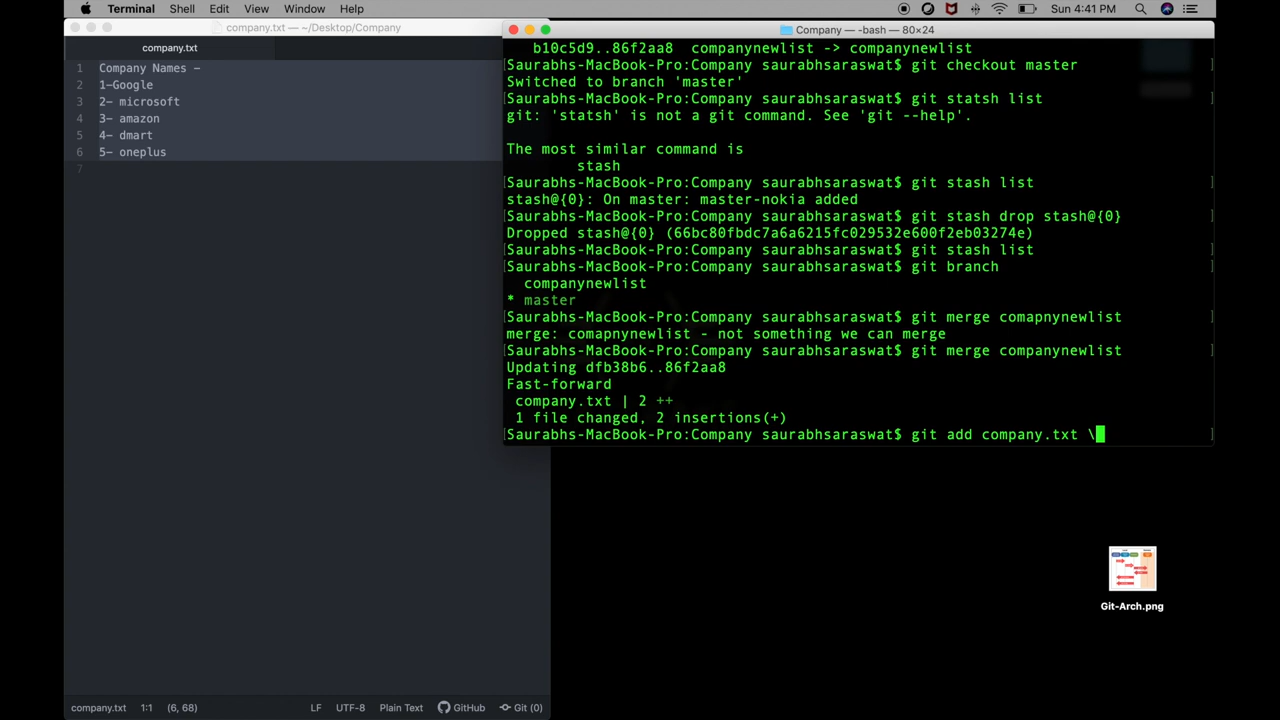 Terminal Shell Edit View Window Help Sun 4:41 PM
company.txt — ~/Desktop/Company
company.txt
1 Company Names -
2 1-Google
3 2- microsoft
4 3- amazon
5 4- dmart
6 5- oneplus
7
LF UTF-8 Plain Text GitHub Git (0)
company.txt 1:1 (6, 68)
Company — -bash — 80×24
b10c5d9..86f2aa8 companynewlist -> companynewlist
[Saurabhs-MacBook-Pro:Company saurabhsaraswat$ git checkout master ]
Switched to branch 'master'
[Saurabhs-MacBook-Pro:Company saurabhsaraswat$ git statsh list ]
git: 'statsh' is not a git command. See 'git --help'.
The most similar command is
stash
[Saurabhs-MacBook-Pro:Company saurabhsaraswat$ git stash list ]
stash@{0}: On master: master-nokia added
[Saurabhs-MacBook-Pro:Company saurabhsaraswat$ git stash drop stash@{0} ]
Dropped stash@{0} (66bc80fbdc7a6a6215fc029532e600f2eb03274e)
[Saurabhs-MacBook-Pro:Company saurabhsaraswat$ git stash list ]
[Saurabhs-MacBook-Pro:Company saurabhsaraswat$ git branch ]
companynewlist
* master
[Saurabhs-MacBook-Pro:Company saurabhsaraswat$ git merge comapnynewlist ]
merge: comapnynewlist - not something we can merge
[Saurabhs-MacBook-Pro:Company saurabhsaraswat$ git merge companynewlist ]
Updating dfb38b6..86f2aa8
Fast-forward
company.txt | 2 ++
1 file changed, 2 insertions(+)
[Saurabhs-MacBook-Pro:Company saurabhsaraswat$ git add company.txt \ ]
Git-Arch.png